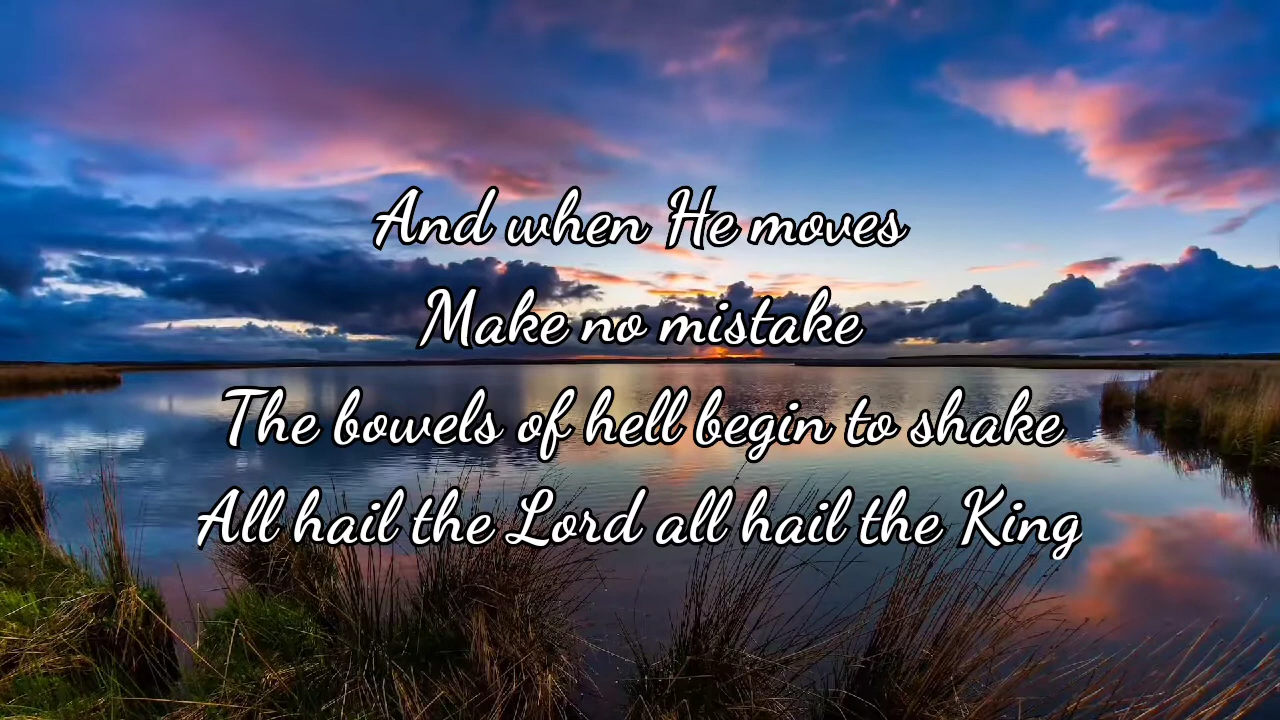 And when He moves
Make no mistake
The bowels of hell begin to shake
All hail the Lord all hail the King